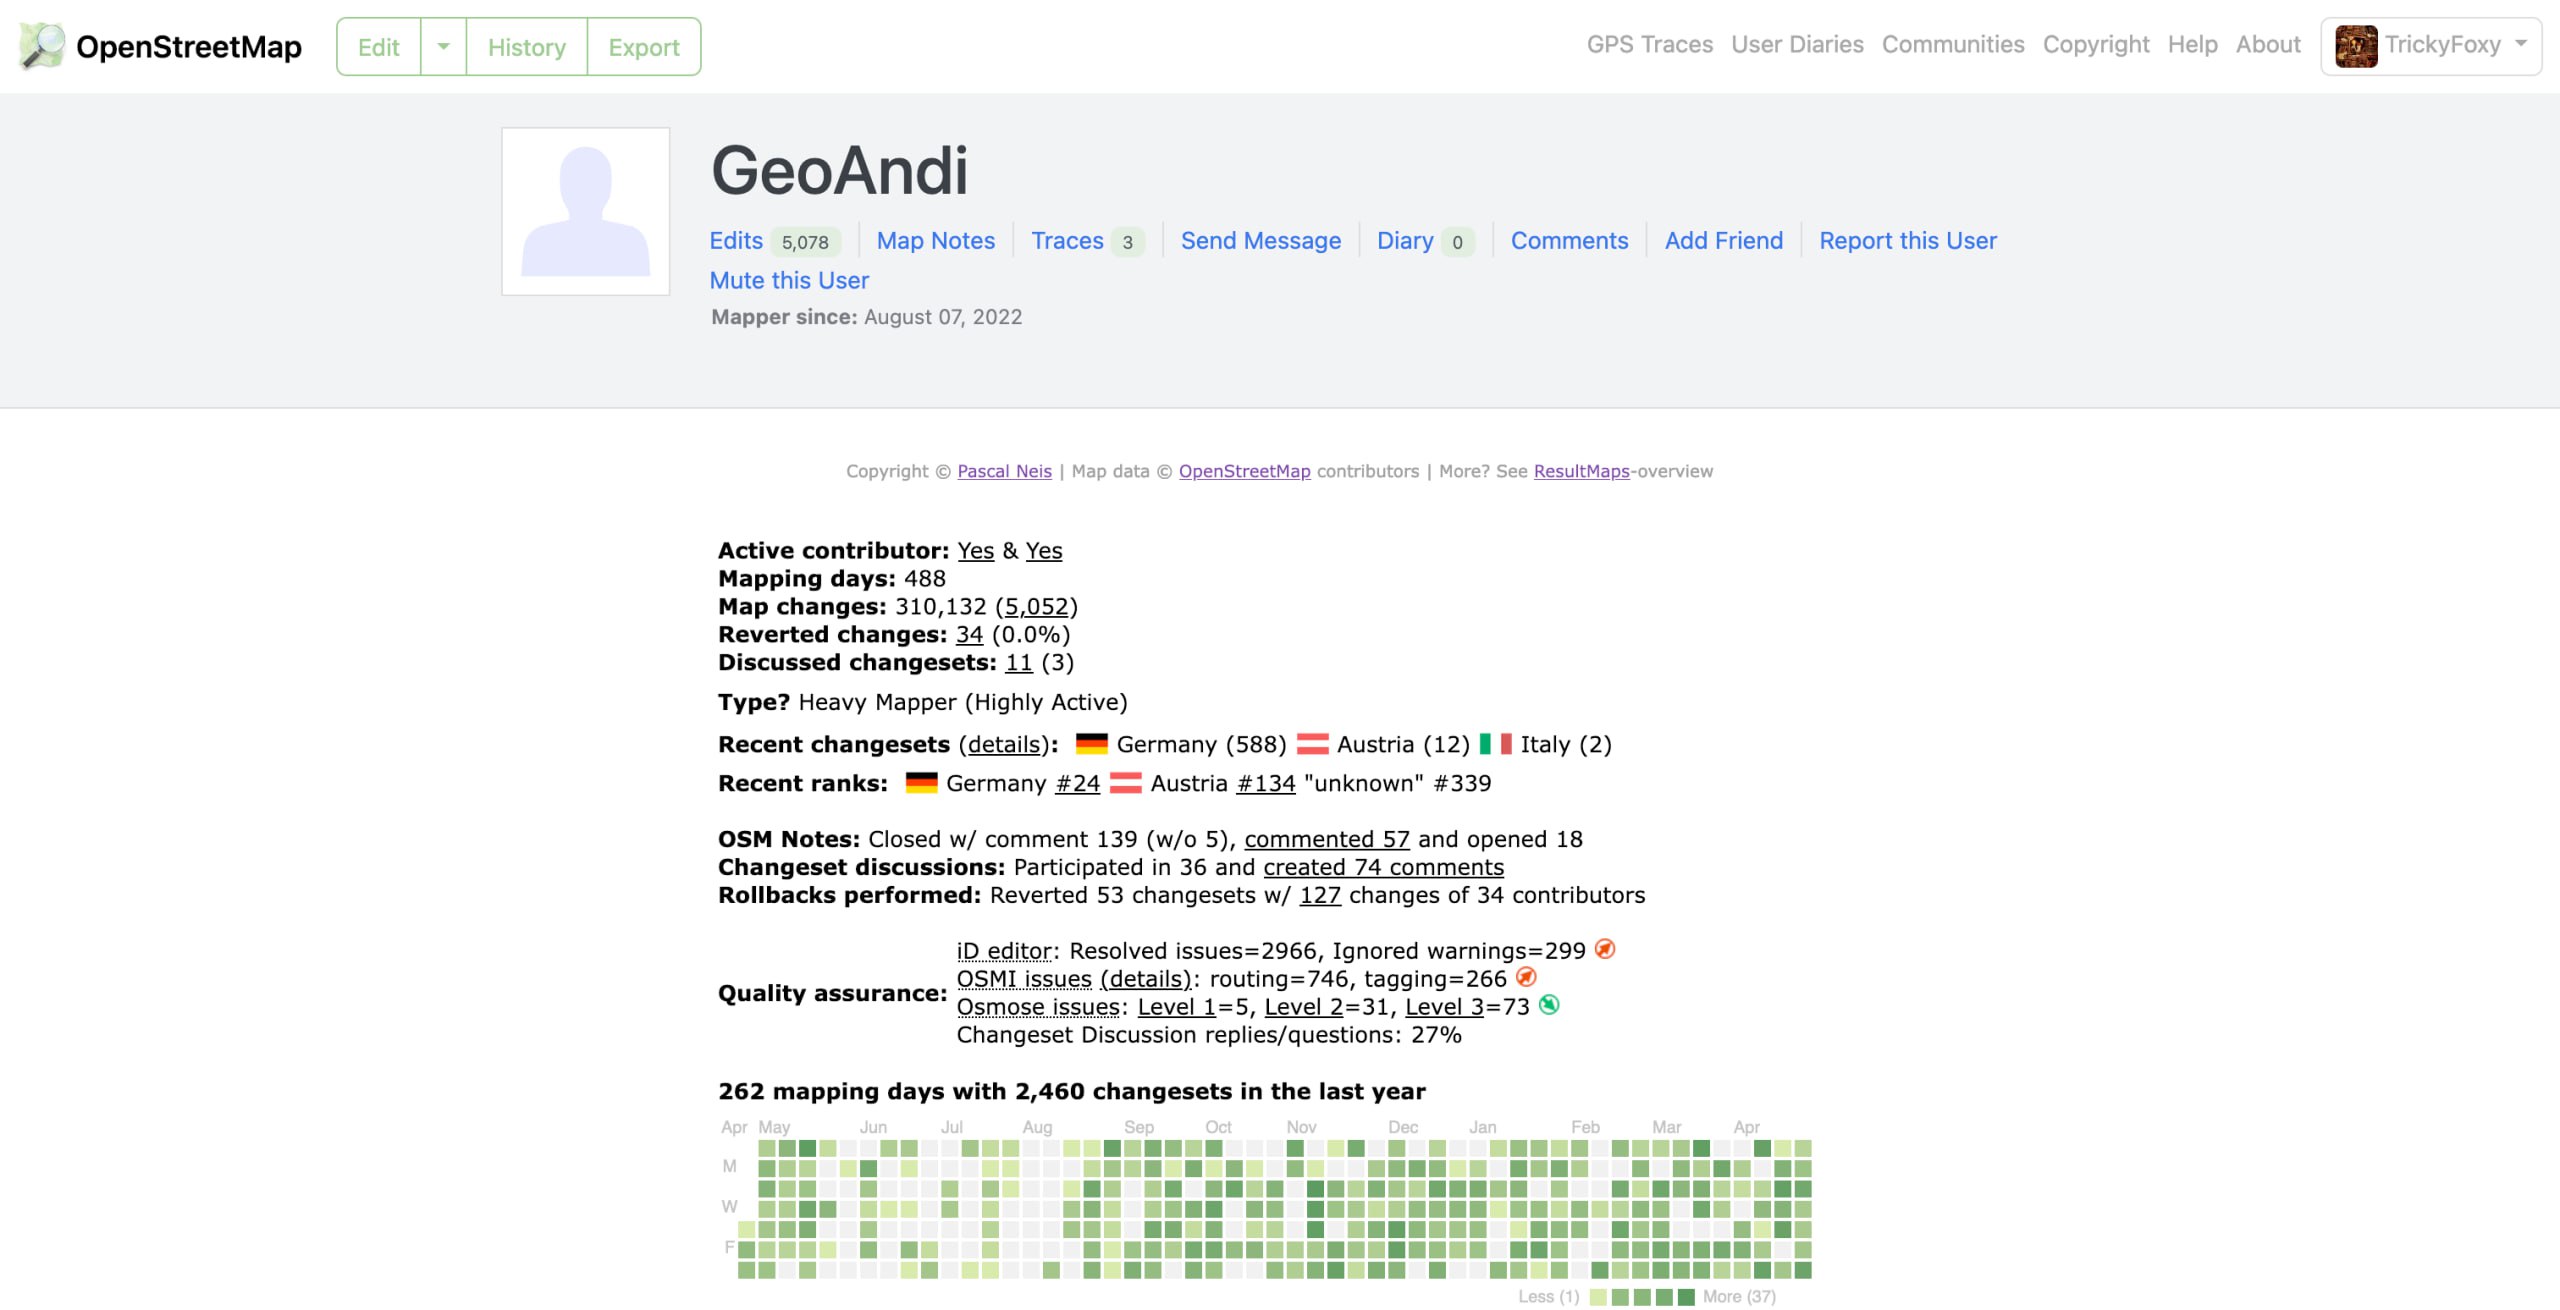 OpenStreetMap Edit History Export GPS Traces User Diaries Communities Copyright Help About TrickyFoxy
GeoAndi
Edits 5,078 Map Notes Traces 3 Send Message Diary 0 Comments Add Friend Report this User
Mute this User
Mapper since: August 07, 2022
Copyright © Pascal Neis | Map data © OpenStreetMap contributors | More? See ResultMaps-overview
Active contributor: Yes & Yes
Mapping days: 488
Map changes: 310,132 (5,052)
Reverted changes: 34 (0.0%)
Discussed changesets: 11 (3)
Type? Heavy Mapper (Highly Active)
Recent changesets (details): Germany (588) Austria (12) Italy (2)
Recent ranks: Germany #24 Austria #134 "unknown" #339
OSM Notes: Closed w/ comment 139 (w/o 5), commented 57 and opened 18
Changeset discussions: Participated in 36 and created 74 comments
Rollbacks performed: Reverted 53 changesets w/ 127 changes of 34 contributors
Quality assurance:
iD editor: Resolved issues=2966, Ignored warnings=299
OSMI issues (details): routing=746, tagging=266
Osmose issues: Level 1=5, Level 2=31, Level 3=73
Changeset Discussion replies/questions: 27%
262 mapping days with 2,460 changesets in the last year
Apr May Jun Jul Aug Sep Oct Nov Dec Jan Feb Mar Apr
M
W
F
Less (1) More (37)